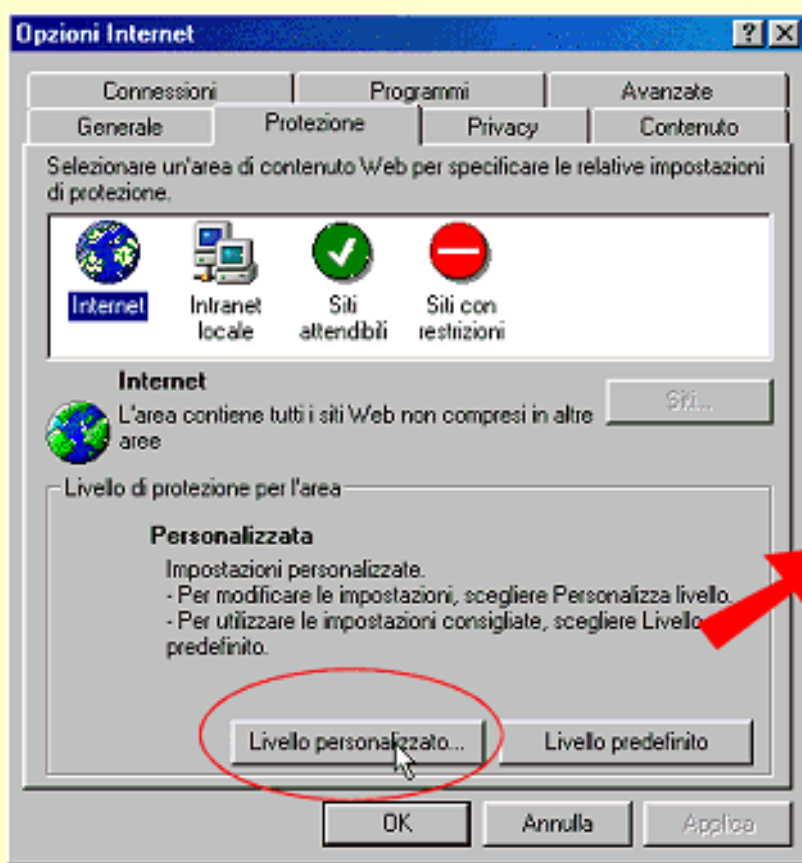 Opzioni Internet
Connessioni Programmi Avanzate
Generale Protezione Privacy Contenuto
Selezionare un'area di contenuto Web per specificare le relative impostazioni
di protezione.
Internet
Intranet
locale
Siti
attendibili
Siti con
restrizioni
Internet
L'area contiene tutti i siti Web non compresi in altre
aree
Siti...
Livello di protezione per l'area
Personalizzata
Impostazioni personalizzate.
- Per modificare le impostazioni, scegliere Personalizza livello.
- Per utilizzare le impostazioni consigliate, scegliere Livello
predefinito.
Livello personalizzato... Livello predefinito
OK Annulla Applica